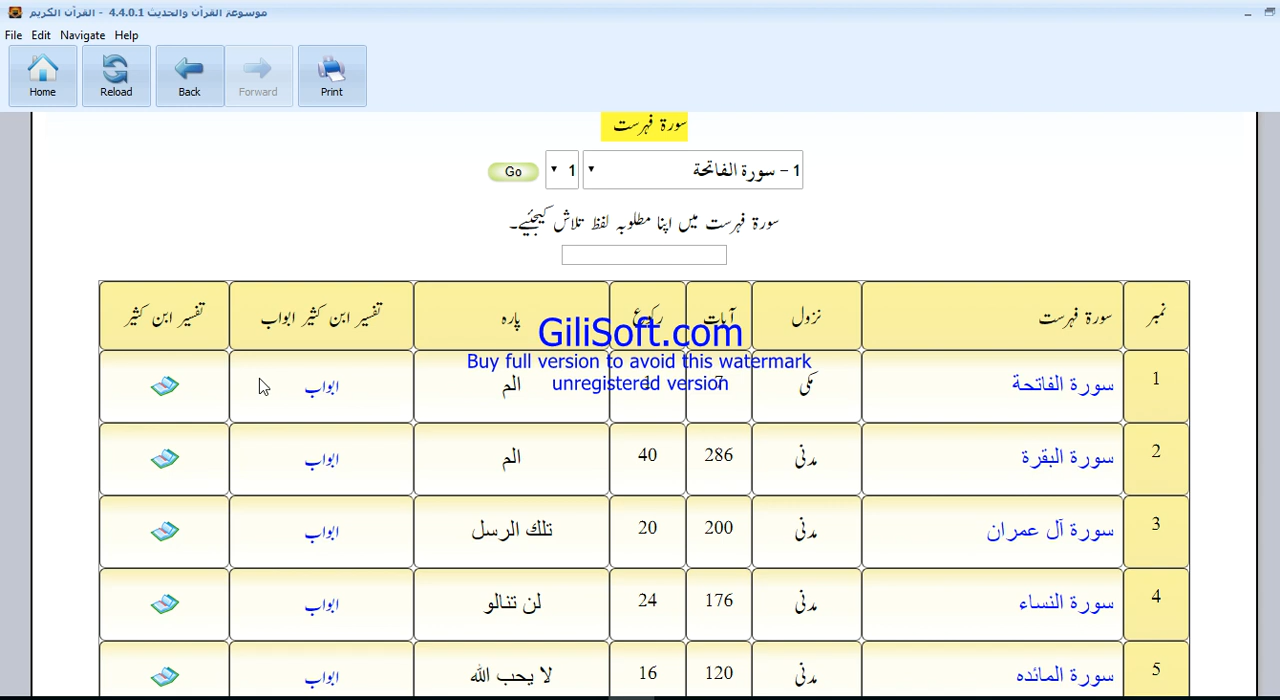 موسوعة القرآن والحديث 4.4.0.1 - القرآن الكريم
File Edit Navigate Help
Home Reload Back Forward Print
سورۃ فہرست
1 - سورة الفاتحة 1 Go
سورۃ فہرست میں اپنا مطلوبہ لفظ تلاش کیجئیے۔
نمبر سورۃ فہرست نزول آیات رکوع پارہ تفسیر ابن کثیر ابواب تفسیر ابن کثیر
GiliSoft.com
Buy full version to avoid this watermark
unregistered version
1 سورة الفاتحة مکی 7 1 الم ابواب
2 سورة البقرة مدنی 286 40 الم ابواب
3 سورة آل عمران مدنی 200 20 تلك الرسل ابواب
4 سورة النساء مدنی 176 24 لن تنالو ابواب
5 سورة المائده مدنی 120 16 لا يحب الله ابواب